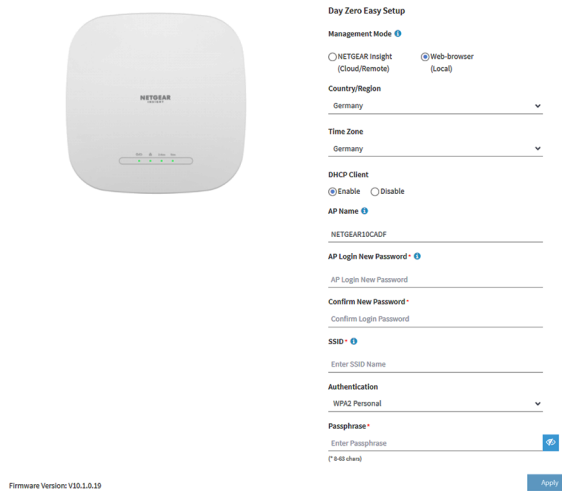 NETGEAR
INSIGHT
Day Zero Easy Setup
Management Mode
NETGEAR Insight
(Cloud/Remote)
Web-browser
(Local)
Country/Region
Germany
Time Zone
Germany
DHCP Client
Enable
Disable
AP Name
NETGEAR10CADF
AP Login New Password *
AP Login New Password
Confirm New Password *
Confirm Login Password
SSID *
Enter SSID Name
Authentication
WPA2 Personal
Passphrase *
Enter Passphrase
(* 8-63 chars)
Apply
Firmware Version: V10.1.0.19